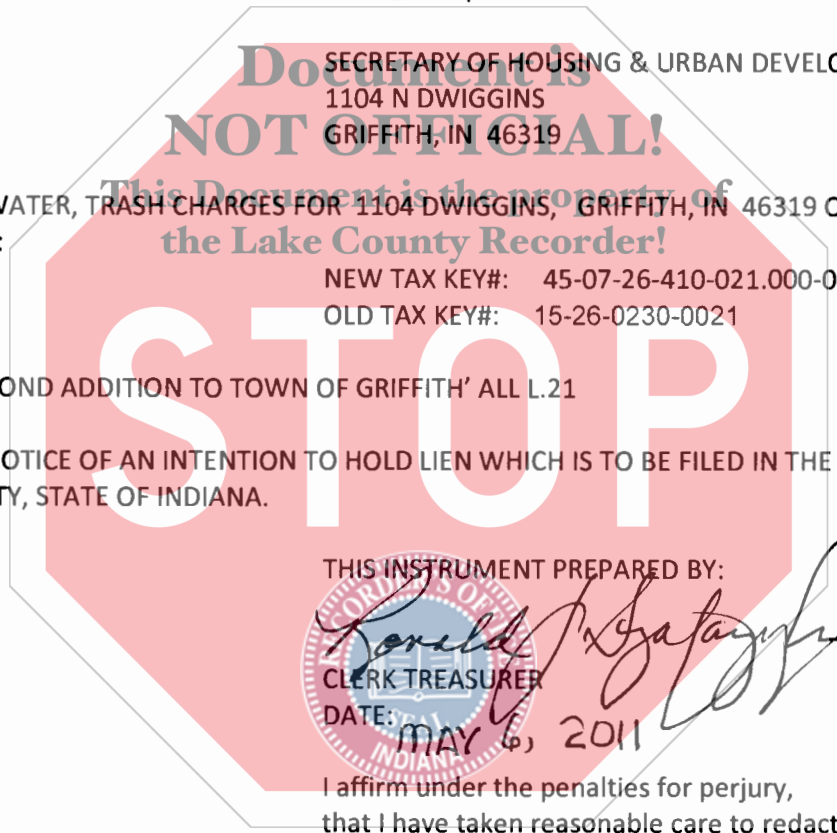 Document is
SECRETARY OF HOUSING & URBAN
1104 N DWIGGINS
NOT OFFICIAL!
GRIFFITH, IN 46319
This Document is the property of
TRASH CHARGES FOR 1104 DWIGGINS, GRIFFITH, IN 46319
the Lake County Recorder!
NEW TAX KEY#: 45-07-26-410-021.000-0
OLD TAX KEY#: 15-26-0230-0021
STOP
ADDITION TO TOWN OF GRIFFITH' ALL L.21
OF AN INTENTION TO HOLD LIEN WHICH IS TO BE FILED IN THE
STATE OF INDIANA.
THIS INSTRUMENT PREPARED BY:
Ronald J
CLERK TREASURER
DATE: MAY 6, 2011
SEAL
INDIANA
I affirm under the penalties for perjury,
that I have taken reasonable care to redact